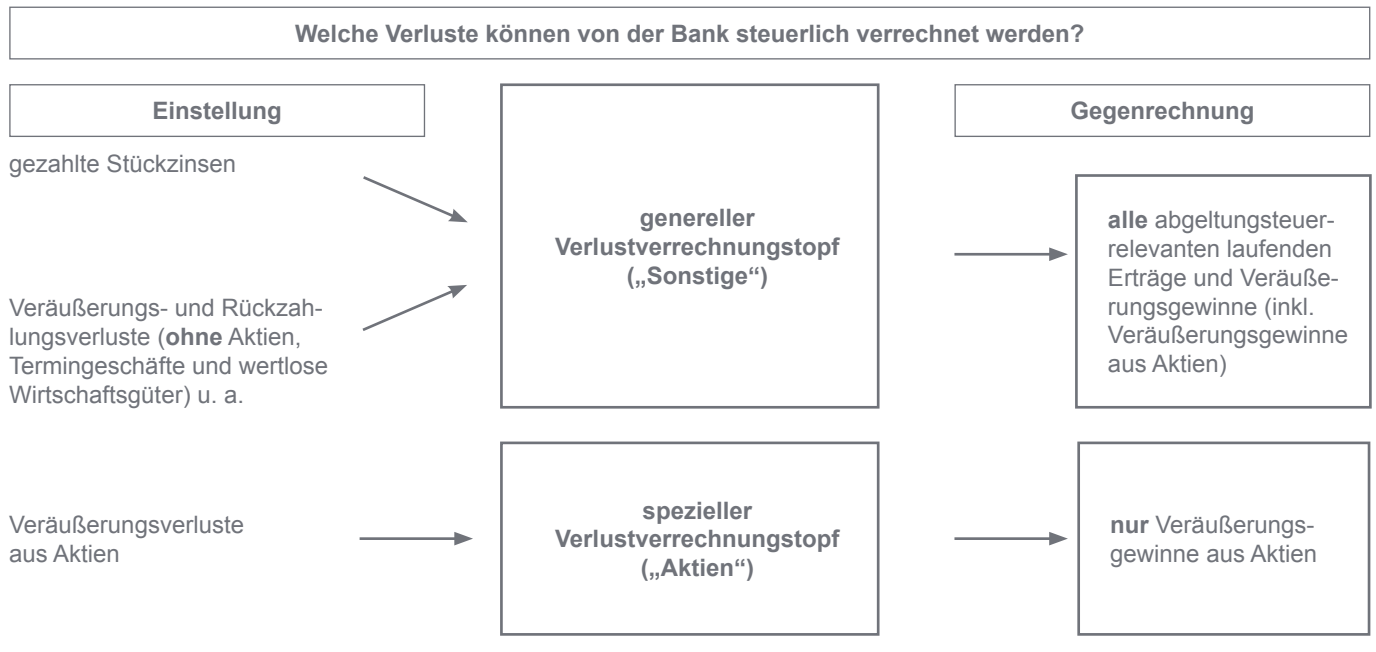 Welche Verluste können von der Bank steuerlich verrechnet werden?
Einstellung
gezahlte Stückzinsen
Veräußerungs- und Rückzah-
lungsverluste (ohne Aktien,
Termingeschäfte und wertlose
Wirtschaftsgüter) u. a.
genereller
Verlustverrechnungstopf
(„Sonstige“)
Gegenrechnung
alle abgeltungsteuer-
relevanten laufenden
Erträge und Veräuße-
rungsgewinne (inkl.
Veräußerungsgewinne
aus Aktien)
Veräußerungsverluste
aus Aktien
spezieller
Verlustverrechnungstopf
(„Aktien“)
nur Veräußerungs-
gewinne aus Aktien